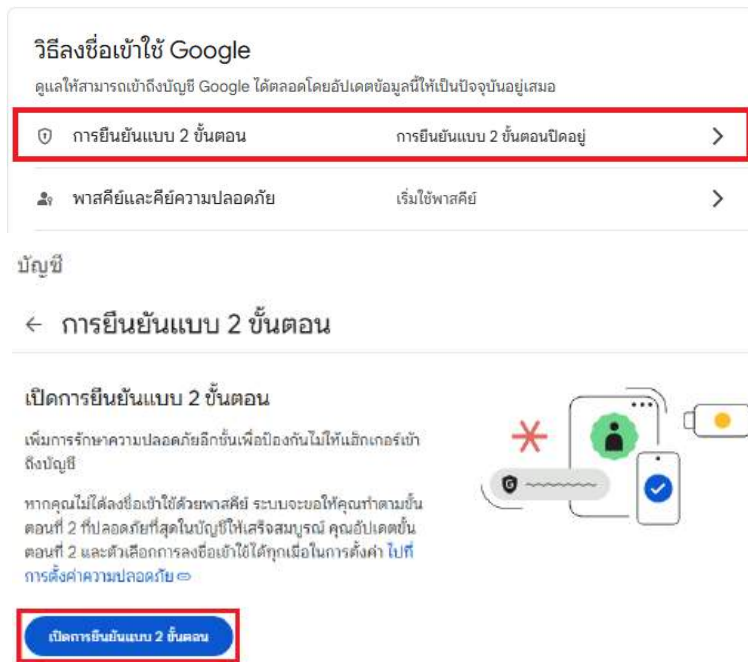 วิธีลงชื่อเข้าใช้ Google
ดูแลให้สามารถเข้าถึงบัญชี Google ได้ตลอดโดยอัปเดตข้อมูลนี้ให้เป็นปัจจุบันอยู่เสมอ
การยืนยันแบบ 2 ขั้นตอน การยืนยันแบบ 2 ขั้นตอนปิดอยู่
พาสคีย์และคีย์ความปลอดภัย เริ่มใช้พาสคีย์
บัญชี
การยืนยันแบบ 2 ขั้นตอน
เปิดการยืนยันแบบ 2 ขั้นตอน
เพิ่มการรักษาความปลอดภัยอีกชั้นเพื่อป้องกันไม่ให้แฮ็กเกอร์เข้า
ถึงบัญชี
หากคุณไม่ได้ลงชื่อเข้าใช้ด้วยพาสคีย์ ระบบจะขอให้คุณทำตามขั้น
ตอนที่ 2 ที่ปลอดภัยที่สุดในบัญชีให้เสร็จสมบูรณ์ คุณอัปเดตขั้น
ตอนที่ 2 และตัวเลือกการลงชื่อเข้าใช้ได้ทุกเมื่อในการตั้งค่า ไปที่
การตั้งค่าความปลอดภัย
G
เปิดการยืนยันแบบ 2 ขั้นตอน